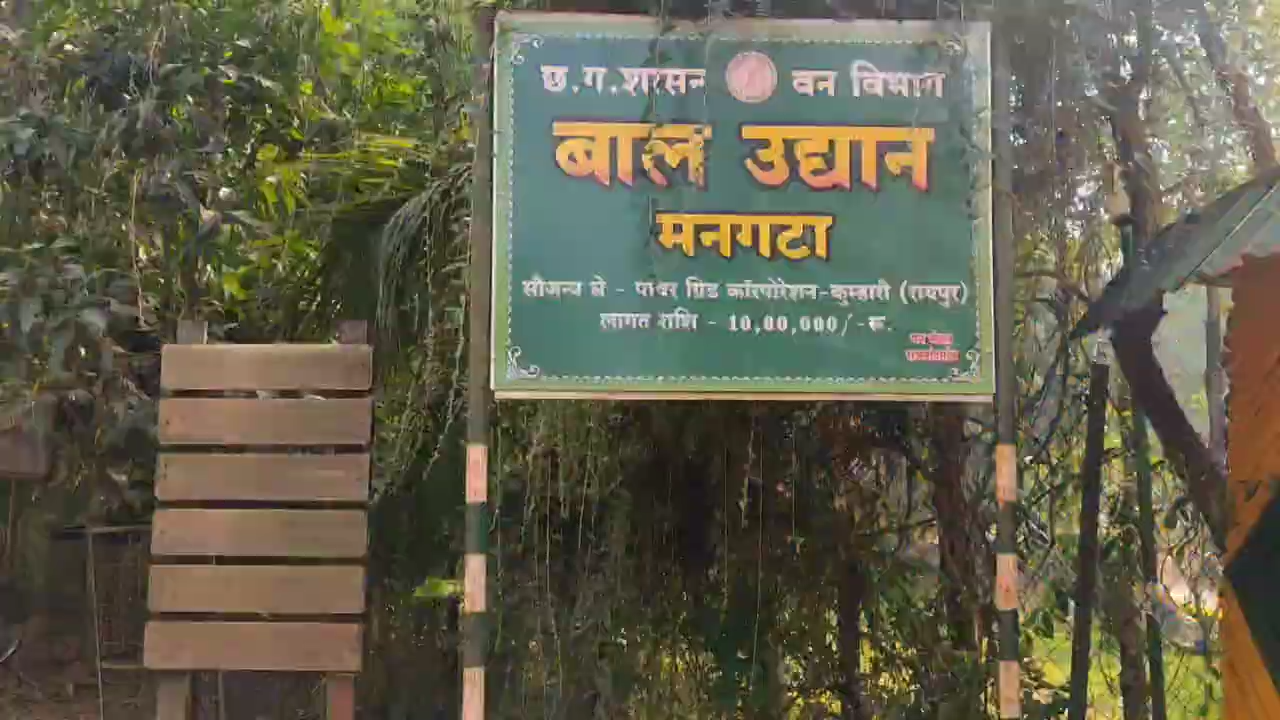 छ.ग.शासन वन विभाग
बाल उद्यान
मनगटा
सौजन्य से - पावर ग्रिड कॉरपोरेशन-कुम्हारी (रायपुर)
लागत राशि - 10,00,000/-रू.